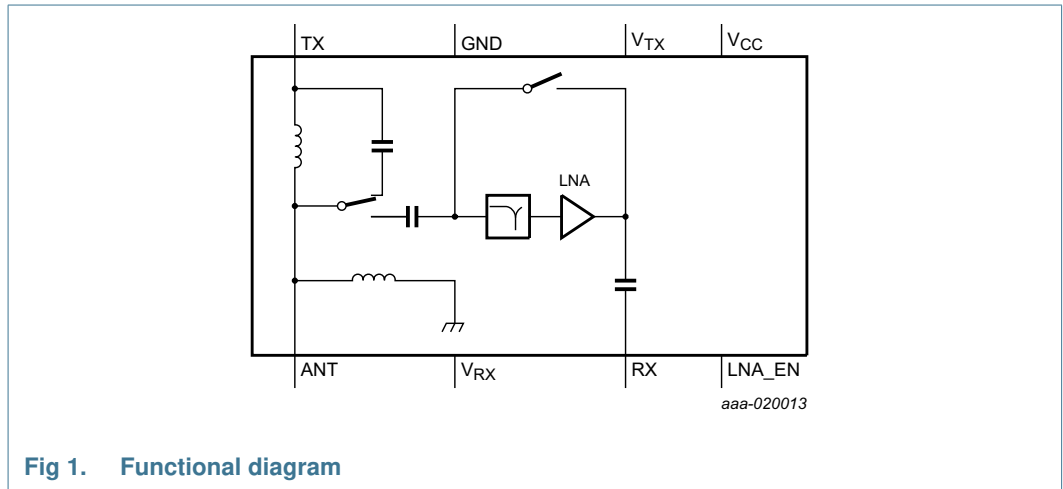 TX
GND
VTX
VCC
LNA
ANT
VRX
RX
LNA_EN
aaa-020013
Fig 1. Functional diagram